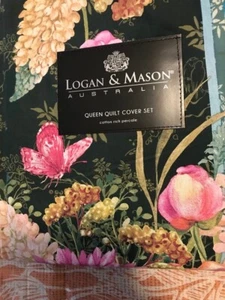 LOGAN & MASON®
AUSTRALIA
QUEEN QUILT COVER SET
cotton rich percale